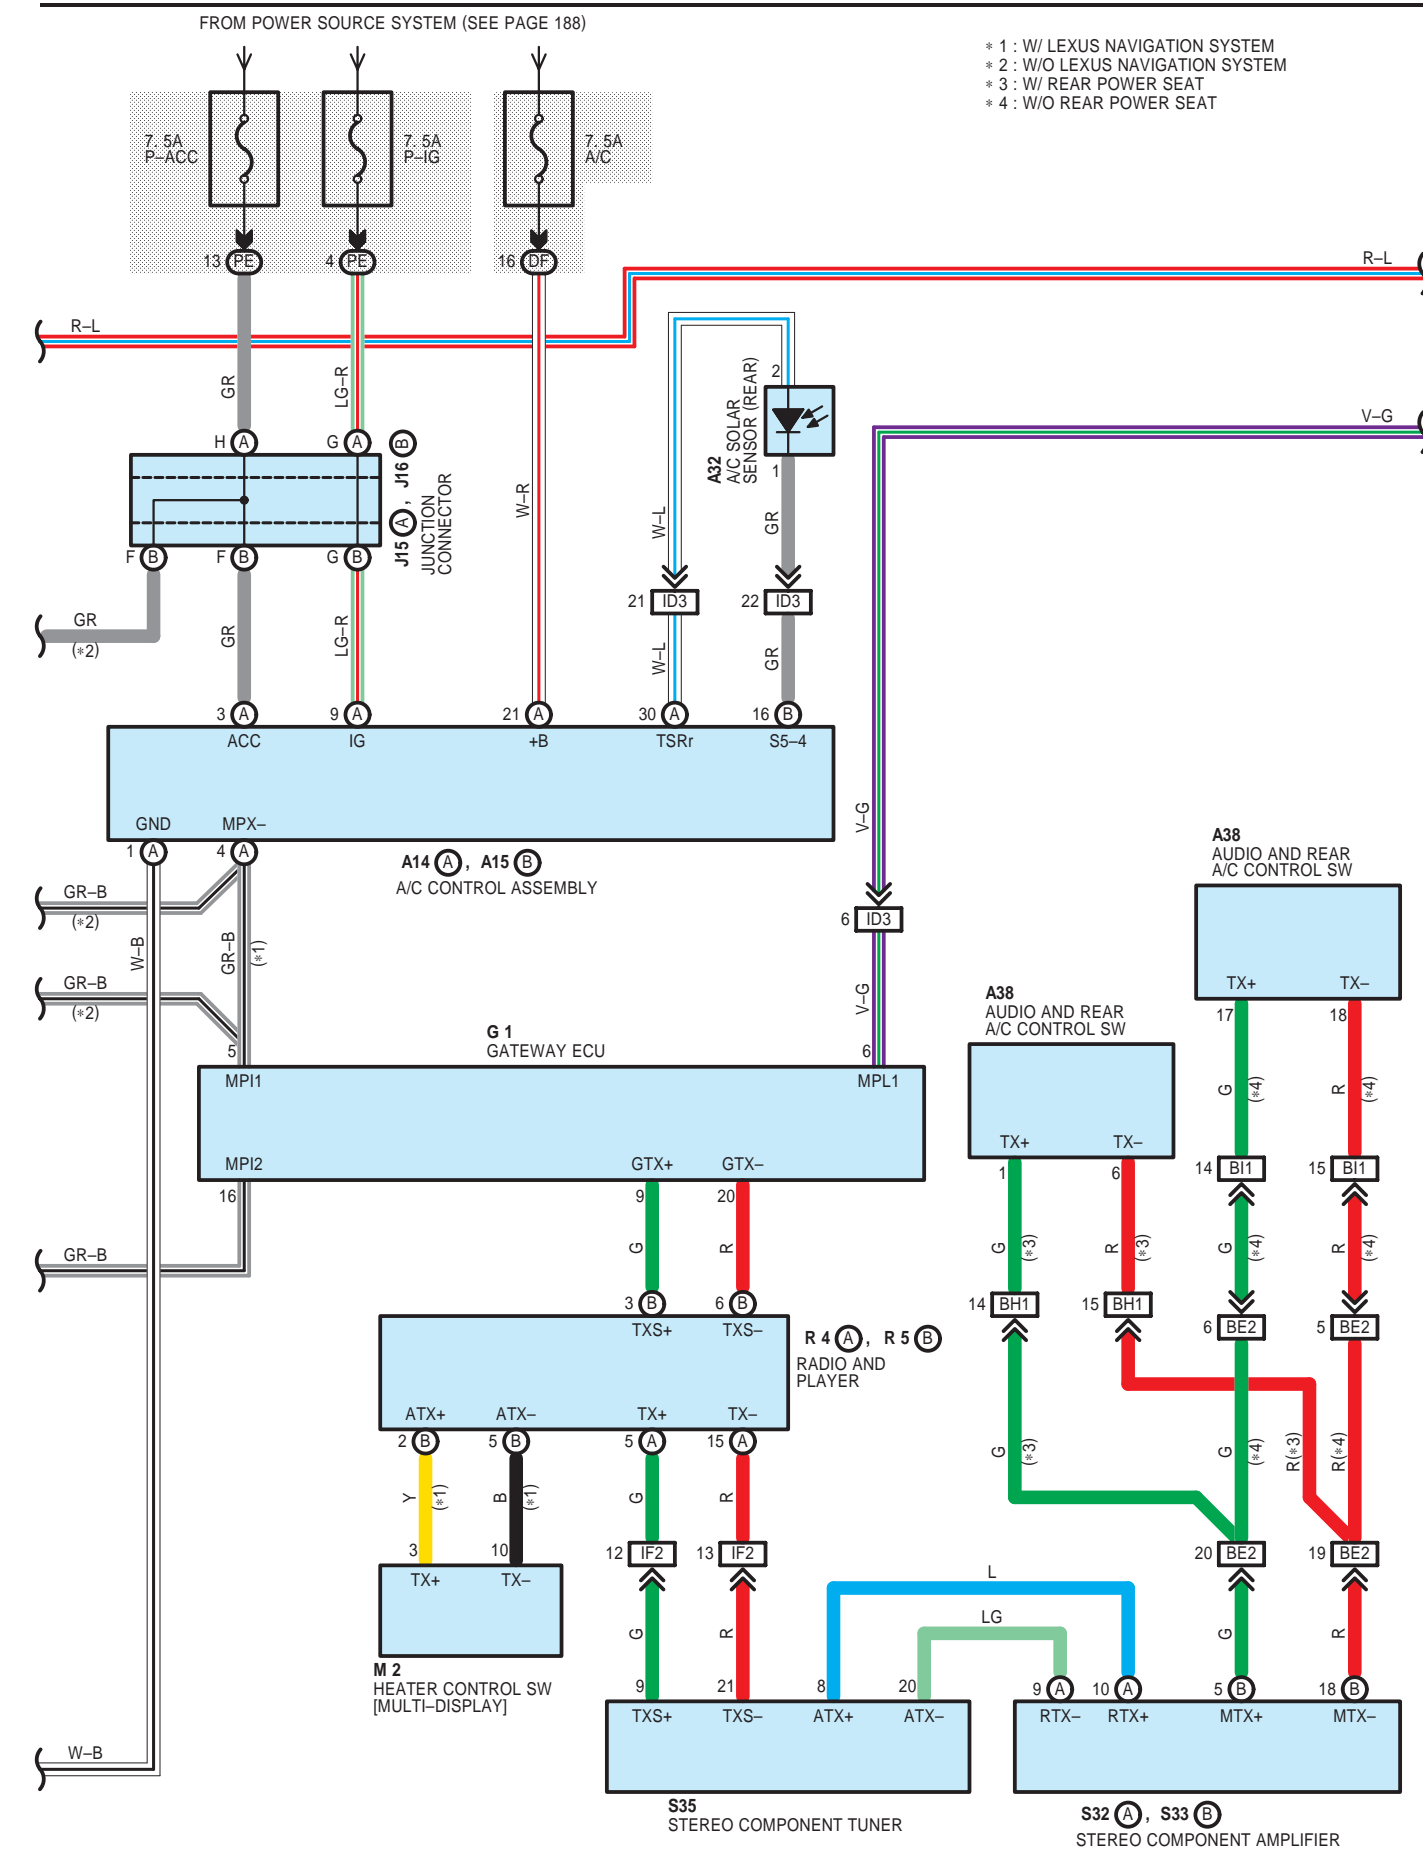 FROM POWER SOURCE SYSTEM (SEE PAGE 188)
∗ 1 : W/ LEXUS NAVIGATION SYSTEM
∗ 2 : W/O LEXUS NAVIGATION SYSTEM
∗ 3 : W/ REAR POWER SEAT
∗ 4 : W/O REAR POWER SEAT
7. 5A
P–ACC
7. 5A
P–IG
7. 5A
A/C
13 PE
4 PE
16 DF
R–L
R–L
GR
LG–R
W–R
A32
A/C SOLAR
SENSOR (REAR)
2
1
V–G
H A
G A
J15 A , J16 B
JUNCTION
CONNECTOR
F B
F B
G B
W–L
GR
21 ID3
22 ID3
GR
(∗2)
GR
LG–R
W–L
GR
3 A
9 A
21 A
30 A
16 B
ACC
IG
+B
TSRr
S5–4
GND
MPX–
1 A
4 A
A14 A , A15 B
A/C CONTROL ASSEMBLY
V–G
A38
AUDIO AND REAR
A/C CONTROL SW
GR–B
(∗2)
W–B
GR–B
(∗1)
6 ID3
GR–B
(∗2)
V–G
TX+
TX–
17
18
A38
AUDIO AND REAR
A/C CONTROL SW
G 1
GATEWAY ECU
5
6
MPI1
MPL1
G
(∗4)
R
(∗4)
TX+
TX–
1
6
MPI2
GTX+
GTX–
16
9
20
14 BI1
15 BI1
GR–B
G
R
G
(∗3)
R
(∗3)
G
(∗4)
R
(∗4)
3 B
6 B
14 BH1
15 BH1
6 BE2
5 BE2
TXS+
TXS–
R 4 A , R 5 B
RADIO AND
PLAYER
ATX+
ATX–
TX+
TX–
2 B
5 B
5 A
15 A
Y
(∗1)
B
(∗1)
G
R
G
(∗3)
G
(∗4)
R(∗3)
R(∗4)
3
10
12 IF2
13 IF2
20 BE2
19 BE2
TX+
TX–
L
LG
G
R
G
R
M 2
HEATER CONTROL SW
[MULTI–DISPLAY]
9
21
8
20
9 A
10 A
5 B
18 B
TXS+
TXS–
ATX+
ATX–
RTX–
RTX+
MTX+
MTX–
W–B
S35
STEREO COMPONENT TUNER
S32 A , S33 B
STEREO COMPONENT AMPLIFIER